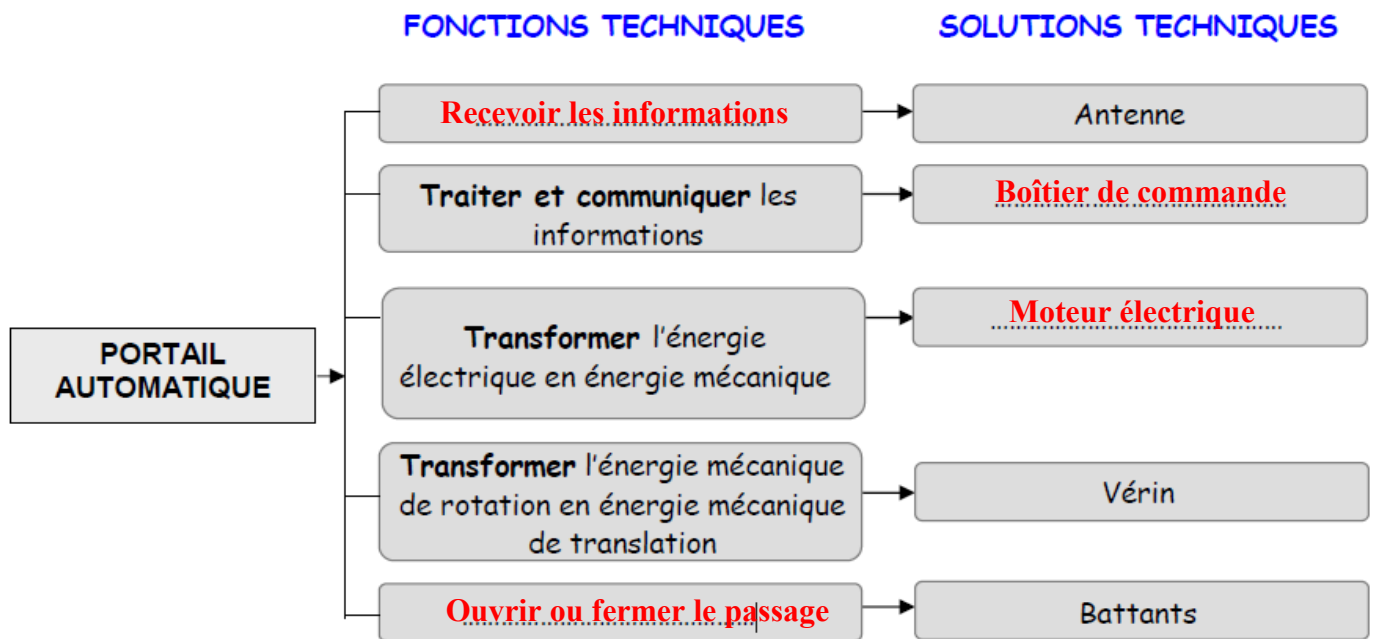 FONCTIONS TECHNIQUES
SOLUTIONS TECHNIQUES
Recevoir les informations
Antenne
Traiter et communiquer les
informations
Boîtier de commande
Transformer l'énergie
électrique en énergie mécanique
Moteur électrique
PORTAIL
AUTOMATIQUE
Transformer l'énergie mécanique
de rotation en énergie mécanique
de translation
Vérin
Ouvrir ou fermer le passage
Battants